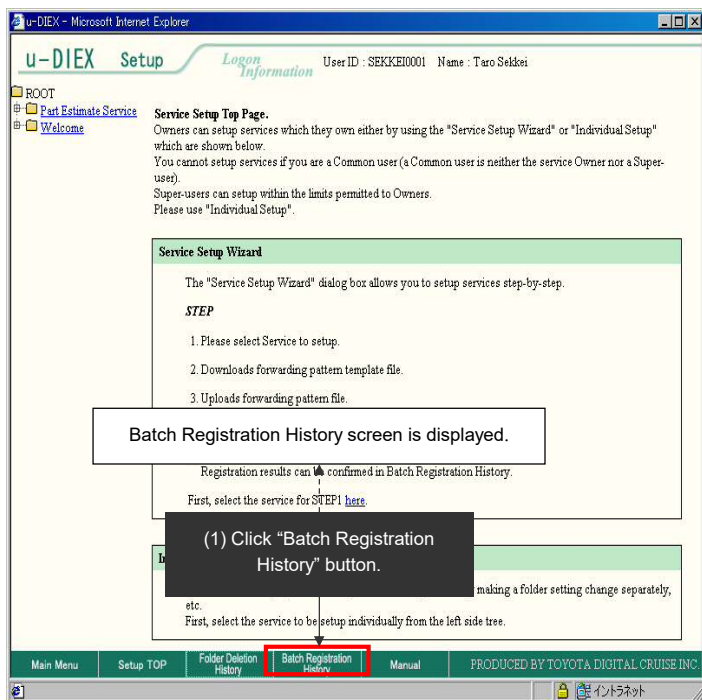 u-DIEX - Microsoft Internet Explorer
u-DIEX Setup
Logon Information
User ID : SEKKEI0001 Name : Taro Sekkei
ROOT
Part Estimate Service
Welcome
Service Setup Top Page.
Owners can setup services which they own either by using the "Service Setup Wizard" or "Individual Setup"
which are shown below.
You cannot setup services if you are a Common user (a Common user is neither the service Owner nor a Super-
user).
Super-users can setup within the limits permitted to Owners.
Please use "Individual Setup".
Service Setup Wizard
The "Service Setup Wizard" dialog box allows you to setup services step-by-step.
STEP
1. Please select Service to setup.
2. Downloads forwarding pattern template file.
3. Uploads forwarding pattern file.
Batch Registration History screen is displayed.
Registration results can be confirmed in Batch Registration History.
First, select the service for STEP1 here.
(1) Click “Batch Registration
History” button.
making a folder setting change separately,
etc.
First, select the service to be setup individually from the left side tree.
Main Menu
Setup TOP
Folder Deletion
History
Batch Registration
History
Manual
PRODUCED BY TOYOTA DIGITAL CRUISE INC.
イントラネット